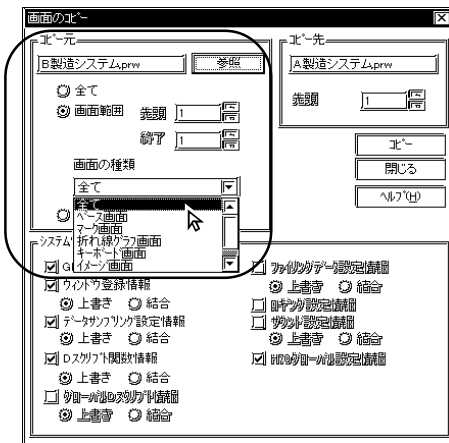 画面のコピー
コピー元
B製造システム.prw
参照
全て
画面範囲
先頭
1
終了
1
画面の種類
全て
全て
ベース画面
マーク画面
折れ線グラフ画面
キーボード画面
イメージ画面
コピー先
A製造システム.prw
先頭
1
コピー
閉じる
ヘルプ(H)
システム
ウィンドウ登録情報
上書き 結合
データサンプリング設定情報
上書き 結合
Dスクリプト関数情報
上書き 結合
グローバルDスクリプト情報
上書き 結合
ファイリングデータ設定情報
上書き 結合
ロギング設定情報
サウンド設定情報
上書き 結合
グローバル設定情報